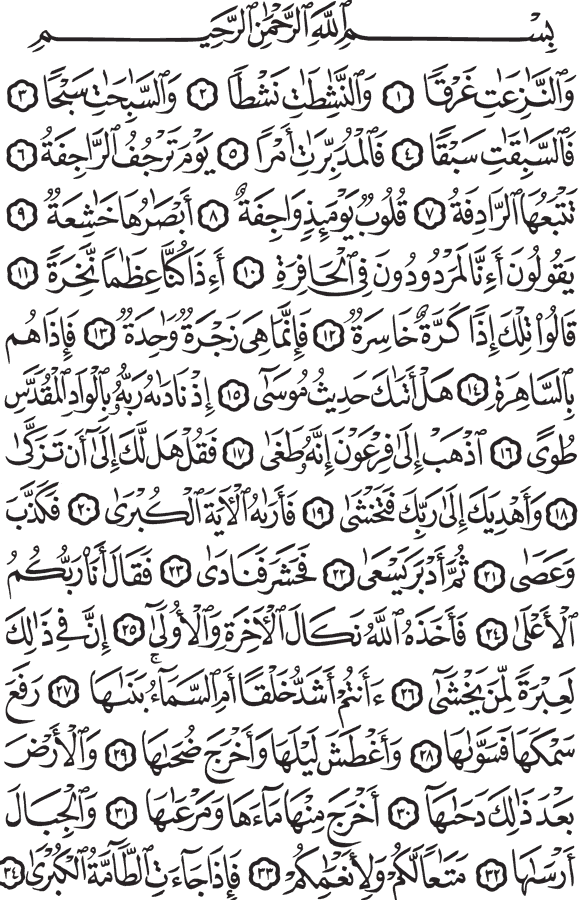 بِسْمِ ٱللَّهِ ٱلرَّحْمَٰنِ ٱلرَّحِيمِ
وَٱلنَّٰزِعَٰتِ غَرْقًا ١ وَٱلنَّٰشِطَٰتِ نَشْطًا ٢ وَٱلسَّٰبِحَٰتِ سَبْحًا ٣
فَٱلسَّٰبِقَٰتِ سَبْقًا ٤ فَٱلْمُدَبِّرَٰتِ أَمْرًا ٥ يَوْمَ تَرْجُفُ ٱلرَّاجِفَةُ ٦
تَتْبَعُهَا ٱلرَّادِفَةُ ٧ قُلُوبٌ يَوْمَئِذٍ وَاجِفَةٌ ٨ أَبْصَٰرُهَا خَٰشِعَةٌ ٩
يَقُولُونَ أَءِنَّا لَمَرْدُودُونَ فِى ٱلْحَافِرَةِ ١٠ أَءِذَا كُنَّا عِظَٰمًا نَّخِرَةً ١١
قَالُوا۟ تِلْكَ إِذًا كَرَّةٌ خَاسِرَةٌ ١٢ فَإِنَّمَا هِىَ زَجْرَةٌ وَٰحِدَةٌ ١٣ فَإِذَا هُم
بِٱلسَّاهِرَةِ ١٤ هَلْ أَتَىٰكَ حَدِيثُ مُوسَىٰٓ ١٥ إِذْ نَادَىٰهُ رَبُّهُۥ بِٱلْوَادِ ٱلْمُقَدَّسِ
طُوًى ١٦ ٱذْهَبْ إِلَىٰ فِرْعَوْنَ إِنَّهُۥ طَغَىٰ ١٧ فَقُلْ هَل لَّكَ إِلَىٰٓ أَن تَزَكَّىٰ
١٨ وَأَهْدِيَكَ إِلَىٰ رَبِّكَ فَتَخْشَىٰ ١٩ فَأَرَىٰهُ ٱلْءَايَةَ ٱلْكُبْرَىٰ ٢٠ فَكَذَّبَ
وَعَصَىٰ ٢١ ثُمَّ أَدْبَرَ يَسْعَىٰ ٢٢ فَحَشَرَ فَنَادَىٰ ٢٣ فَقَالَ أَنَا۠ رَبُّكُمُ
ٱلْأَعْلَىٰ ٢٤ فَأَخَذَهُ ٱللَّهُ نَكَالَ ٱلْءَاخِرَةِ وَٱلْأُولَىٰٓ ٢٥ إِنَّ فِى ذَٰلِكَ
لَعِبْرَةً لِّمَن يَخْشَىٰٓ ٢٦ ءَأَنتُمْ أَشَدُّ خَلْقًا أَمِ ٱلسَّمَآءُ ۚ بَنَىٰهَا ٢٧ رَفَعَ
سَمْكَهَا فَسَوَّىٰهَا ٢٨ وَأَغْطَشَ لَيْلَهَا وَأَخْرَجَ ضُحَىٰهَا ٢٩ وَٱلْأَرْضَ
بَعْدَ ذَٰلِكَ دَحَىٰهَآ ٣٠ أَخْرَجَ مِنْهَا مَآءَهَا وَمَرْعَىٰهَا ٣١ وَٱلْجِبَالَ
أَرْسَىٰهَا ٣٢ مَتَٰعًا لَّكُمْ وَلِأَنْعَٰمِكُمْ ٣٣ فَإِذَا جَآءَتِ ٱلطَّآمَّةُ ٱلْكُبْرَىٰ ٣٤